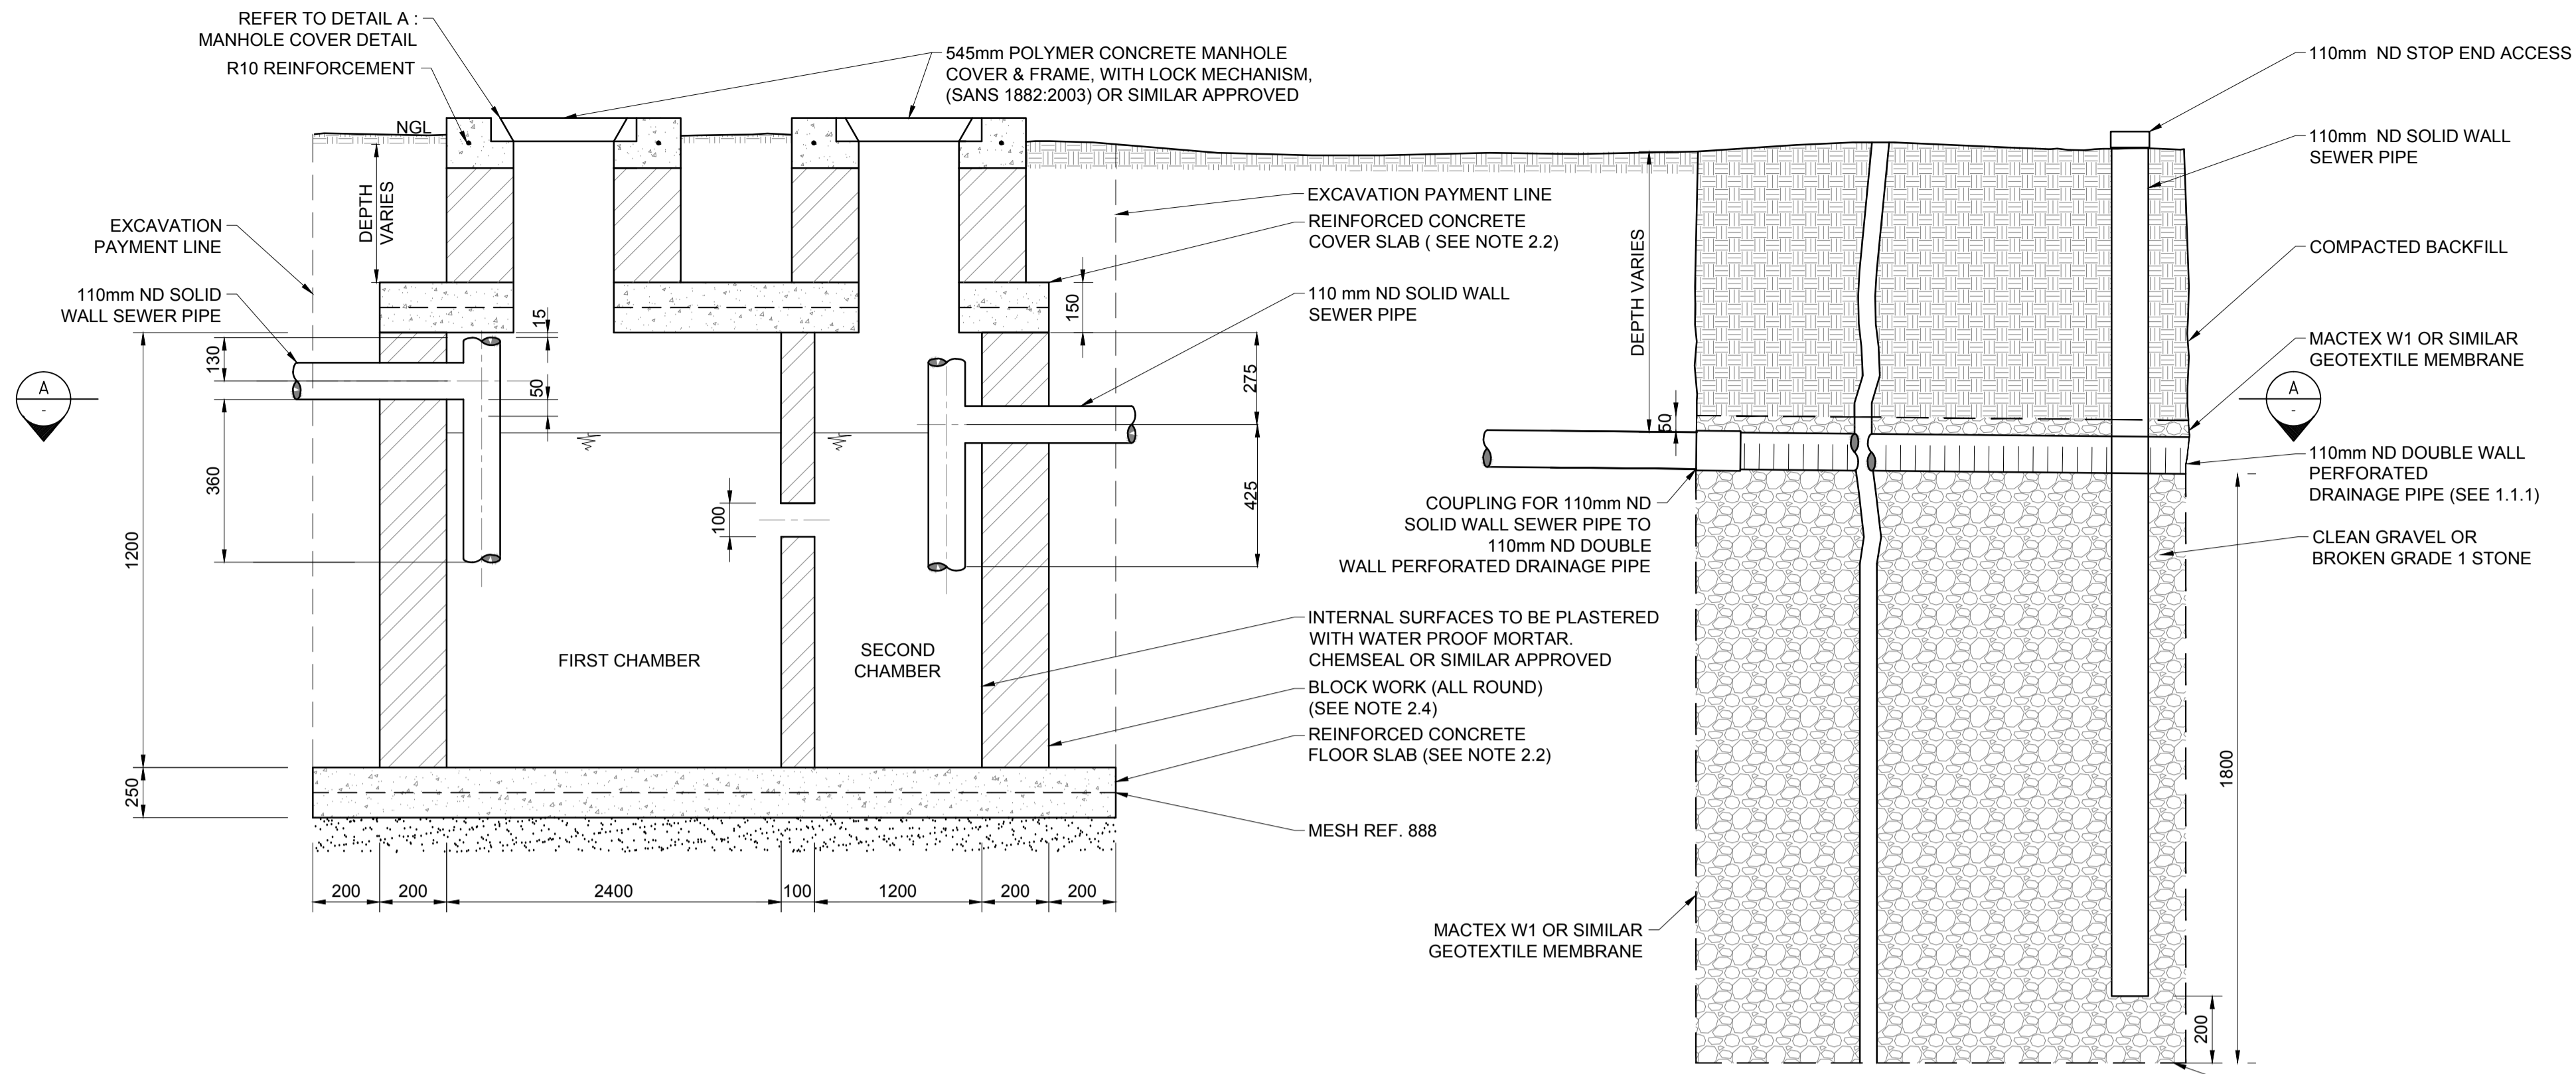 REFER TO DETAIL A :
MANHOLE COVER DETAIL
R10 REINFORCEMENT
545mm POLYMER CONCRETE MANHOLE
COVER & FRAME, WITH LOCK MECHANISM,
(SANS 1882:2003) OR SIMILAR APPROVED
NGL
DEPTH
VARIES
EXCAVATION
PAYMENT LINE
110mm ND SOLID
WALL SEWER PIPE
EXCAVATION PAYMENT LINE
REINFORCED CONCRETE
COVER SLAB ( SEE NOTE 2.2)
110 mm ND SOLID WALL
SEWER PIPE
15
130
50
360
1200
250
150
275
425
100
A
-
FIRST CHAMBER
SECOND
CHAMBER
INTERNAL SURFACES TO BE PLASTERED
WITH WATER PROOF MORTAR.
CHEMSEAL OR SIMILAR APPROVED
BLOCK WORK (ALL ROUND)
(SEE NOTE 2.4)
REINFORCED CONCRETE
FLOOR SLAB (SEE NOTE 2.2)
MESH REF. 888
200
200
2400
100
1200
200
200
110mm ND STOP END ACCESS
110mm ND SOLID WALL
SEWER PIPE
COMPACTED BACKFILL
DEPTH VARIES
MACTEX W1 OR SIMILAR
GEOTEXTILE MEMBRANE
A
-
50
110mm ND DOUBLE WALL
PERFORATED
DRAINAGE PIPE (SEE 1.1.1)
COUPLING FOR 110mm ND
SOLID WALL SEWER PIPE TO
110mm ND DOUBLE
WALL PERFORATED DRAINAGE PIPE
CLEAN GRAVEL OR
BROKEN GRADE 1 STONE
1800
MACTEX W1 OR SIMILAR
GEOTEXTILE MEMBRANE
200